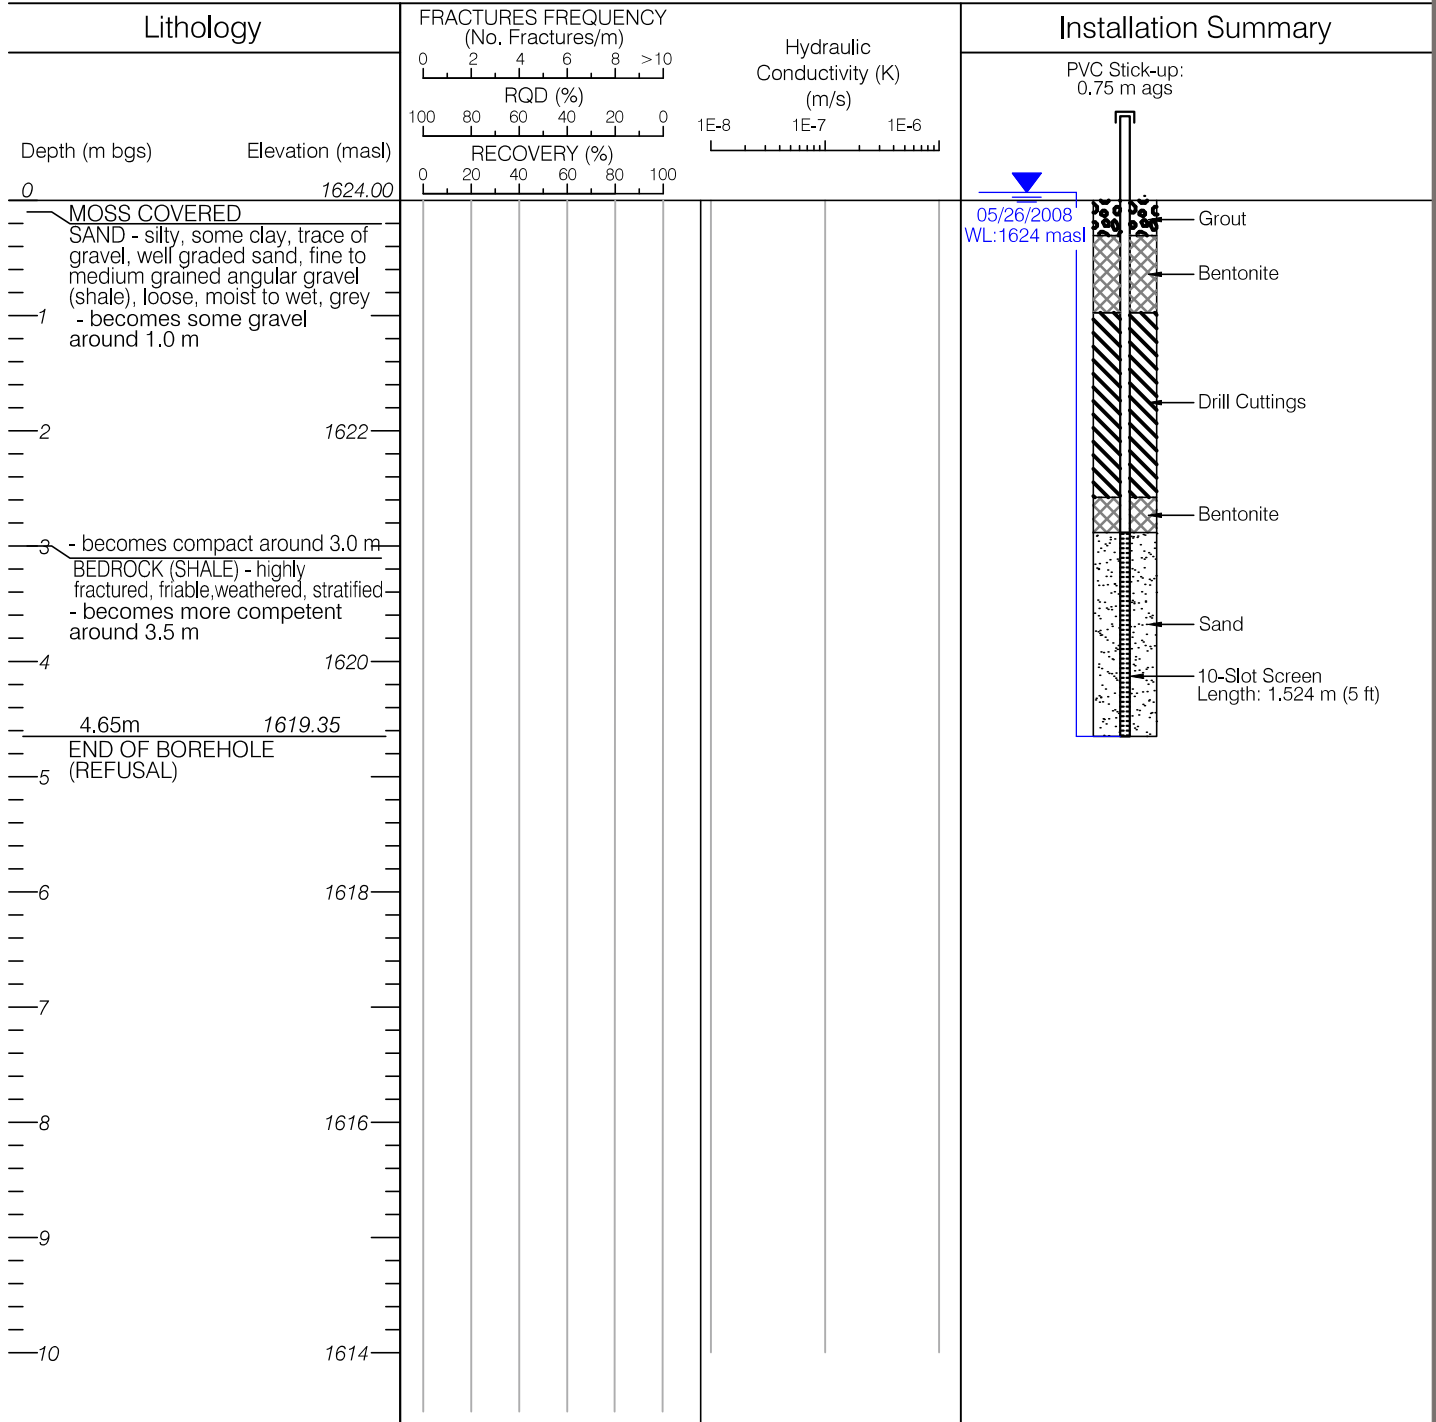 Lithology
FRACTURES FREQUENCY
(No. Fractures/m)
0 2 4 6 8 >10
RQD (%)
100 80 60 40 20 0
RECOVERY (%)
0 20 40 60 80 100
Hydraulic
Conductivity (K)
(m/s)
1E-8 1E-7 1E-6
Installation Summary
PVC Stick-up:
0.75 m ags
Depth (m bgs) Elevation (masl)
0 1624.00
MOSS COVERED
SAND - silty, some clay, trace of
gravel, well graded sand, fine to
medium grained angular gravel
(shale), loose, moist to wet, grey
1 - becomes some gravel
around 1.0 m
2 1622
3 - becomes compact around 3.0 m
BEDROCK (SHALE) - highly
fractured, friable,weathered, stratified
- becomes more competent
around 3.5 m
4 1620
4.65m 1619.35
END OF BOREHOLE
(REFUSAL)
5
6 1618
7
8 1616
9
10 1614
05/26/2008
WL:1624 masl
Grout
Bentonite
Drill Cuttings
Bentonite
Sand
10-Slot Screen
Length: 1.524 m (5 ft)